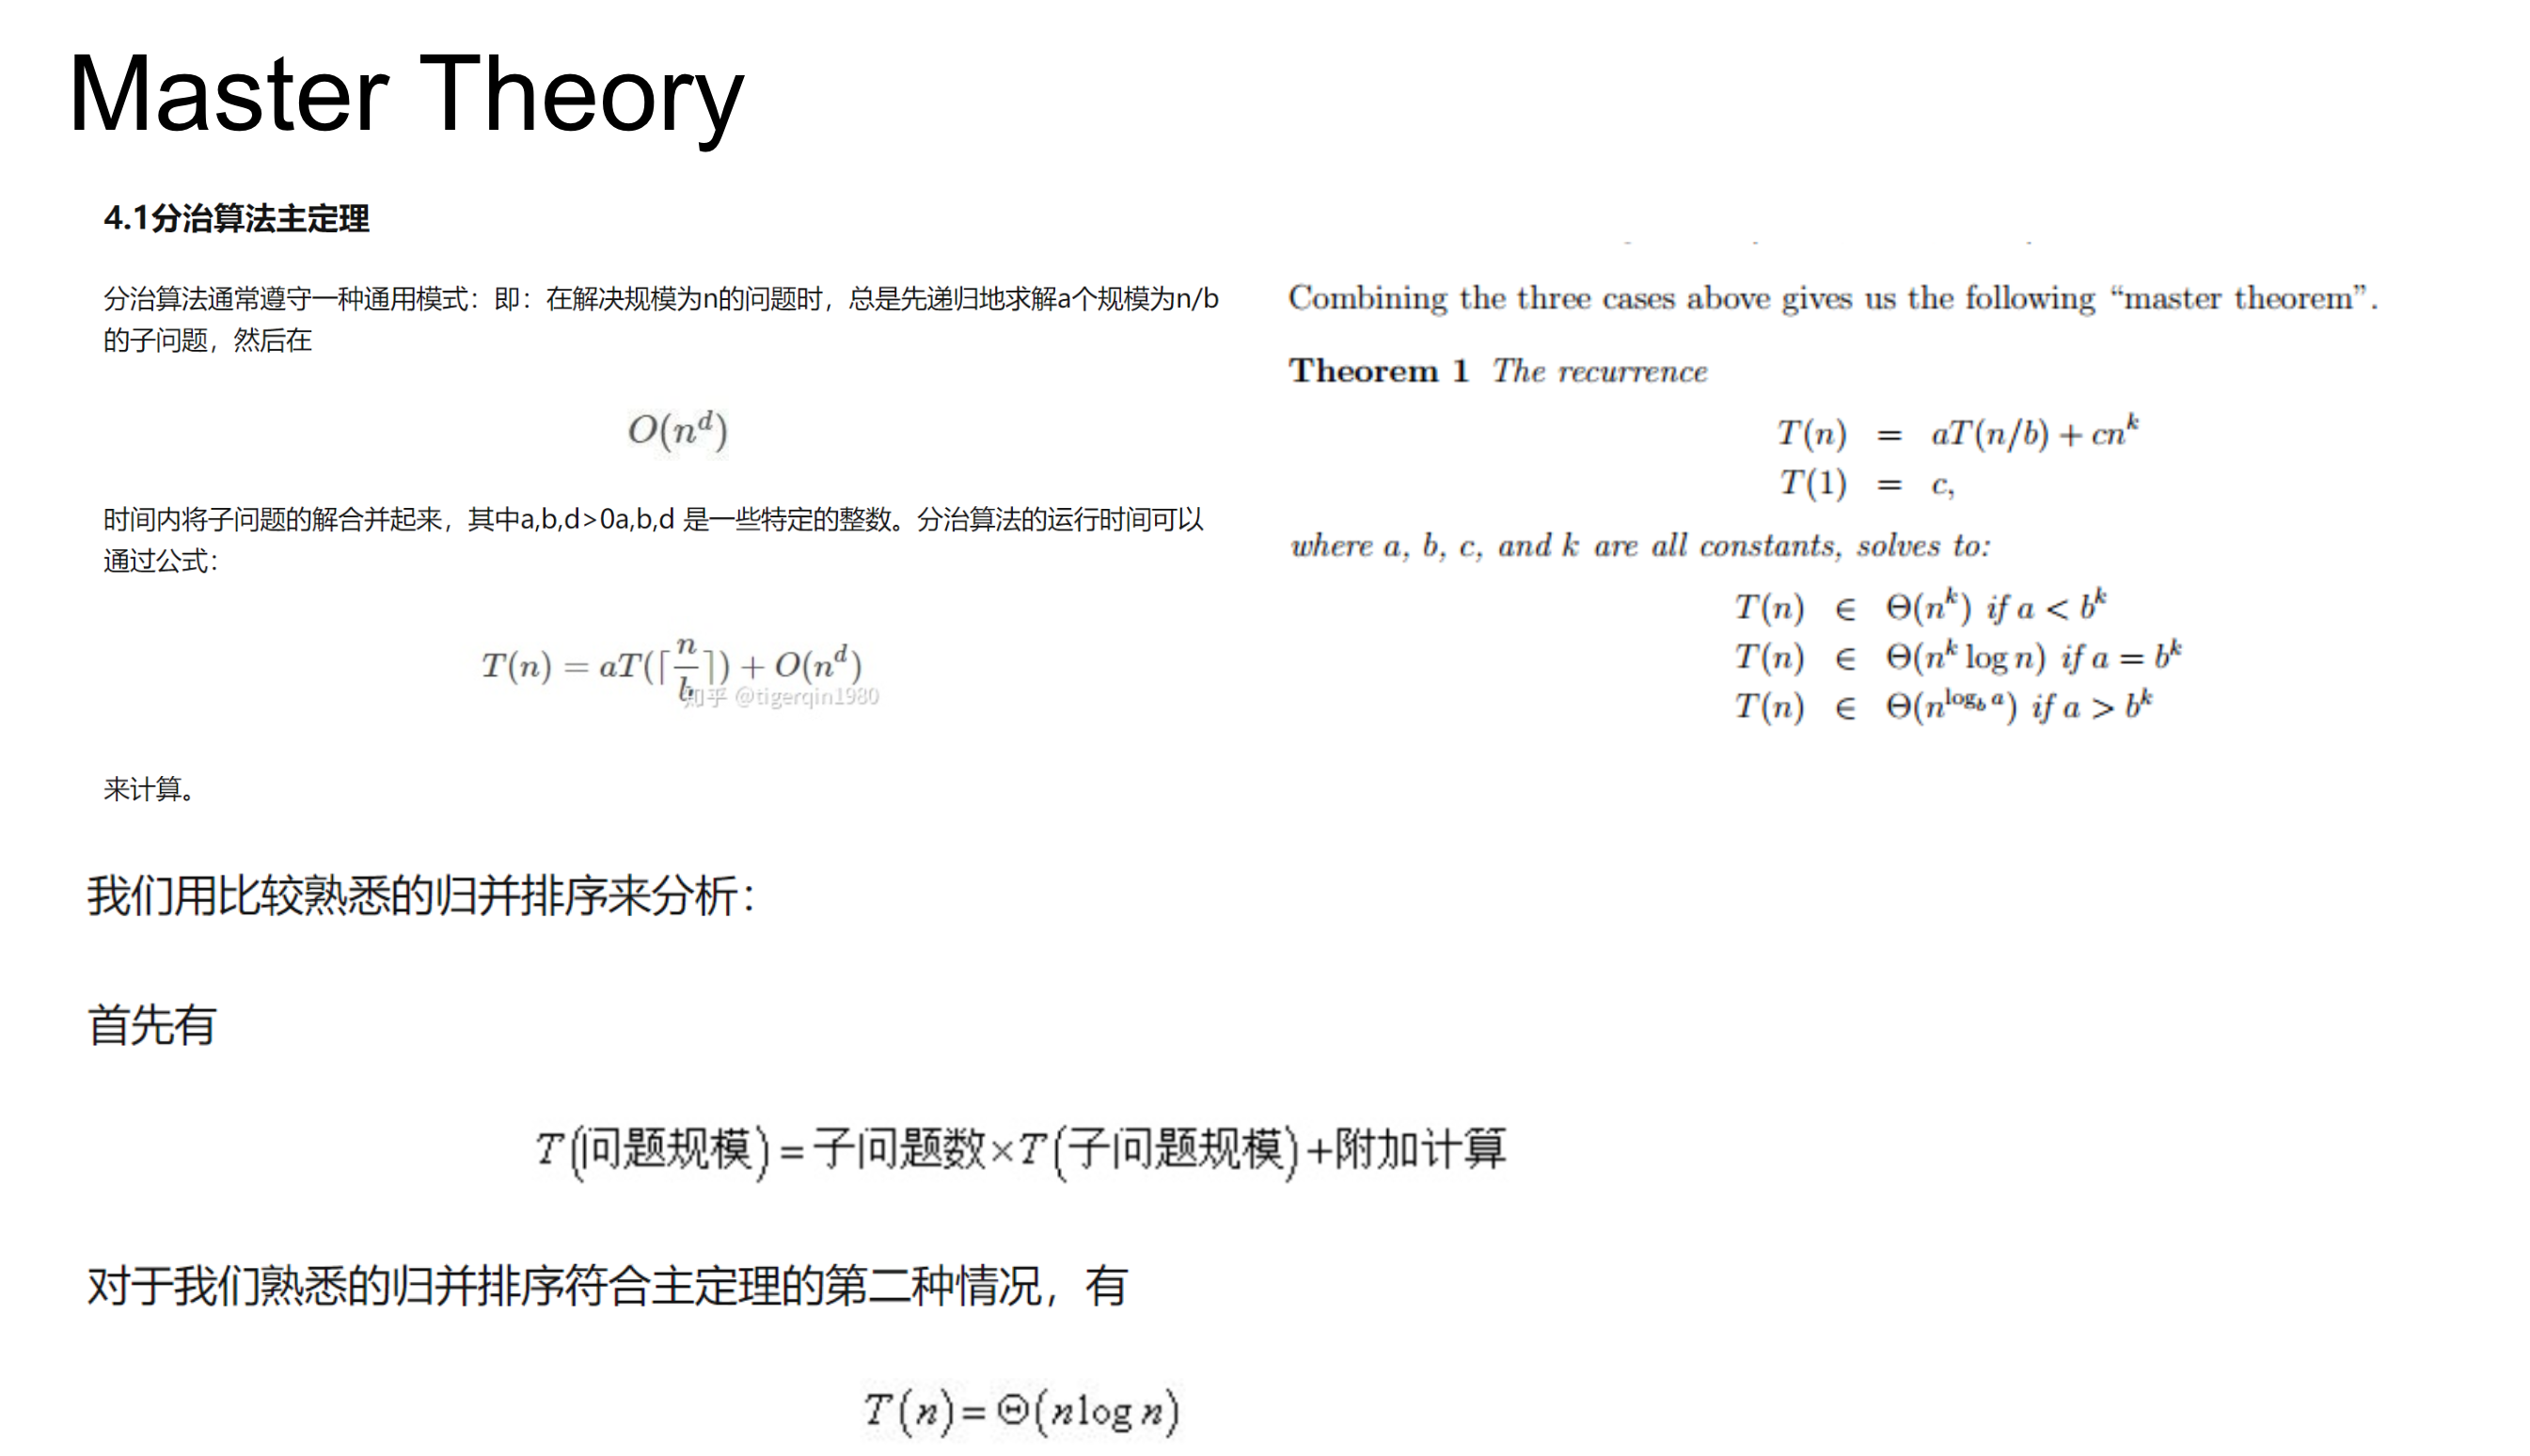 Master Theory
4.1分治算法主定理
分治算法通常遵守一种通用模式：即：在解决规模为n的问题时，总是先递归地求解a个规模为n/b
的子问题，然后在
O(n^d)
时间内将子问题的解合并起来，其中a,b,d>0a,b,d 是一些特定的整数。分治算法的运行时间可以
通过公式：
T(n) = aT(⌈n/b⌉) + O(n^d)
知乎 @tigerqin1980
来计算。
Combining the three cases above gives us the following “master theorem”.
Theorem 1 The recurrence
T(n) = aT(n/b) + cn^k
T(1) = c,
where a, b, c, and k are all constants, solves to:
T(n) ∈ Θ(n^k) if a < b^k
T(n) ∈ Θ(n^k log n) if a = b^k
T(n) ∈ Θ(n^{log_b a}) if a > b^k
我们用比较熟悉的归并排序来分析：
首先有
T(问题规模)=子问题数×T(子问题规模)+附加计算
对于我们熟悉的归并排序符合主定理的第二种情况，有
T(n)=Θ(n log n)